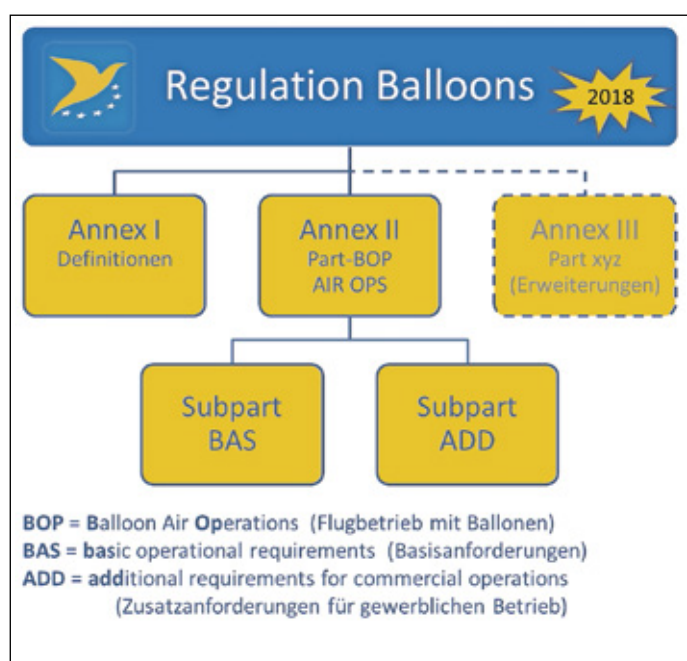 Regulation Balloons
2018
Annex I
Definitionen
Annex II
Part-BOP
AIR OPS
Annex III
Part xyz
(Erweiterungen)
Subpart
BAS
Subpart
ADD
BOP = Balloon Air Operations (Flugbetrieb mit Ballonen)
BAS = basic operational requirements (Basisanforderungen)
ADD = additional requirements for commercial operations
(Zusatzanforderungen für gewerblichen Betrieb)